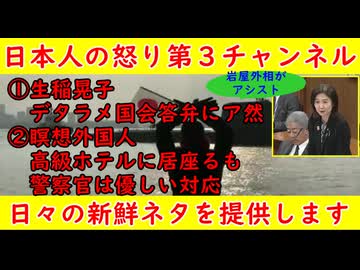 日本人の怒り第３チャンネル
岩屋外相が
アシスト
①生稲晃子
デタラメ国会答弁にア然
②瞑想外国人
高級ホテルに居座るも
警察官は優しい対応
日々の新鮮ネタを提供します